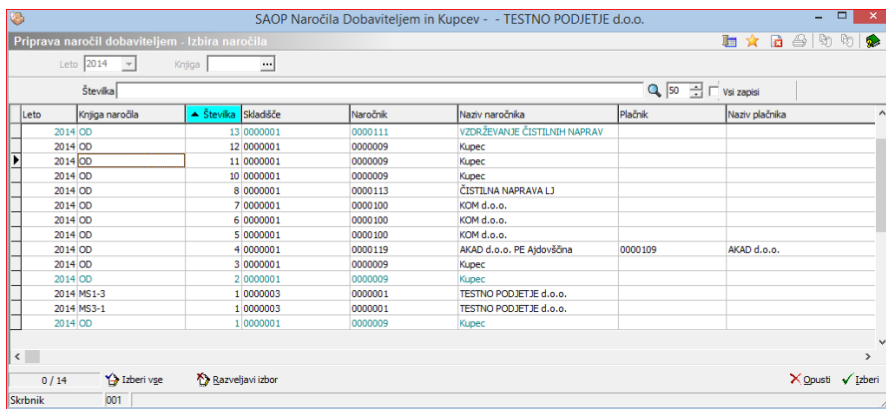 SAOP Naročila Dobaviteljem in Kupcev - - TESTNO PODJETJE d.o.o.
Priprava naročil dobaviteljem - Izbira naročila
Leto 2014 Knjiga ...
Številka 50 Vsi zapisi
Leto Knjiga naročila Številka Skladišče Naročnik Naziv naročnika Plačnik Naziv plačnika
2014 OD 13 0000001 0000111 VZDRŽEVANJE ČISTILNIH NAPRAV
2014 OD 12 0000001 0000009 Kupec
2014 OD 11 0000001 0000009 Kupec
2014 OD 10 0000001 0000009 Kupec
2014 OD 8 0000001 0000113 ČISTILNA NAPRAVA LJ
2014 OD 7 0000001 0000100 KOM d.o.o.
2014 OD 6 0000001 0000100 KOM d.o.o.
2014 OD 5 0000001 0000100 KOM d.o.o.
2014 OD 4 0000001 0000119 AKAD d.o.o. PE Ajdovščina 0000109 AKAD d.o.o.
2014 OD 3 0000001 0000009 Kupec
2014 OD 2 0000001 0000009 Kupec
2014 MS1-3 1 0000003 0000001 TESTNO PODJETJE d.o.o.
2014 MS3-1 1 0000003 0000001 TESTNO PODJETJE d.o.o.
2014 OD 1 0000001 0000009 Kupec
0 / 14 Izberi vse Razveljavi izbor Opusti Izberi
Skrbnik 001